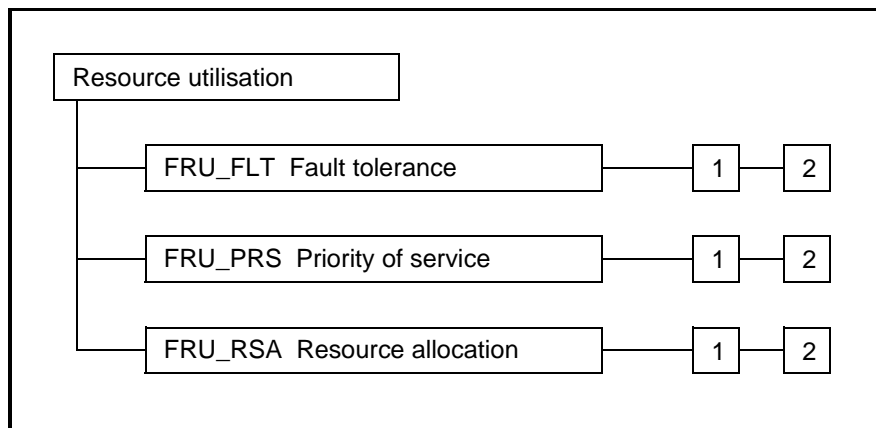 Resource utilisation
FRU_FLT Fault tolerance 1 2
FRU_PRS Priority of service 1 2
FRU_RSA Resource allocation 1 2